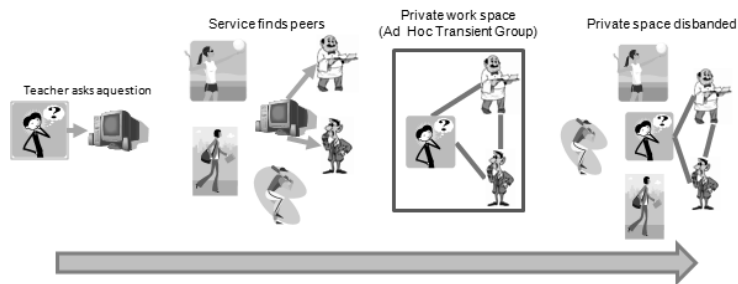 Teacher asks aquestion
?
Service finds peers
Private work space
(Ad Hoc Transient Group)
?
Private space disbanded
?